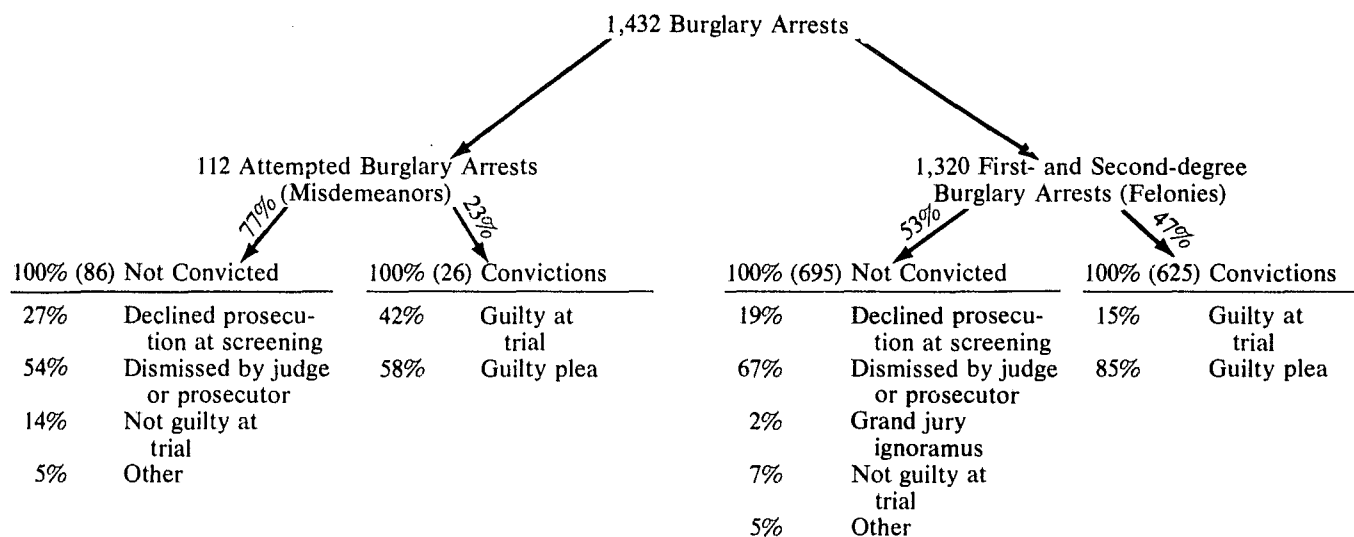 1,432 Burglary Arrests
112 Attempted Burglary Arrests
(Misdemeanors)
77%
23%
100% (86) Not Convicted
27% Declined prosecu-
tion at screening
54% Dismissed by judge
or prosecutor
14% Not guilty at
trial
5% Other
100% (26) Convictions
42% Guilty at
trial
58% Guilty plea
1,320 First- and Second-degree
Burglary Arrests (Felonies)
53%
47%
100% (695) Not Convicted
19% Declined prosecu-
tion at screening
67% Dismissed by judge
or prosecutor
2% Grand jury
ignoramus
7% Not guilty at
trial
5% Other
100% (625) Convictions
15% Guilty at
trial
85% Guilty plea